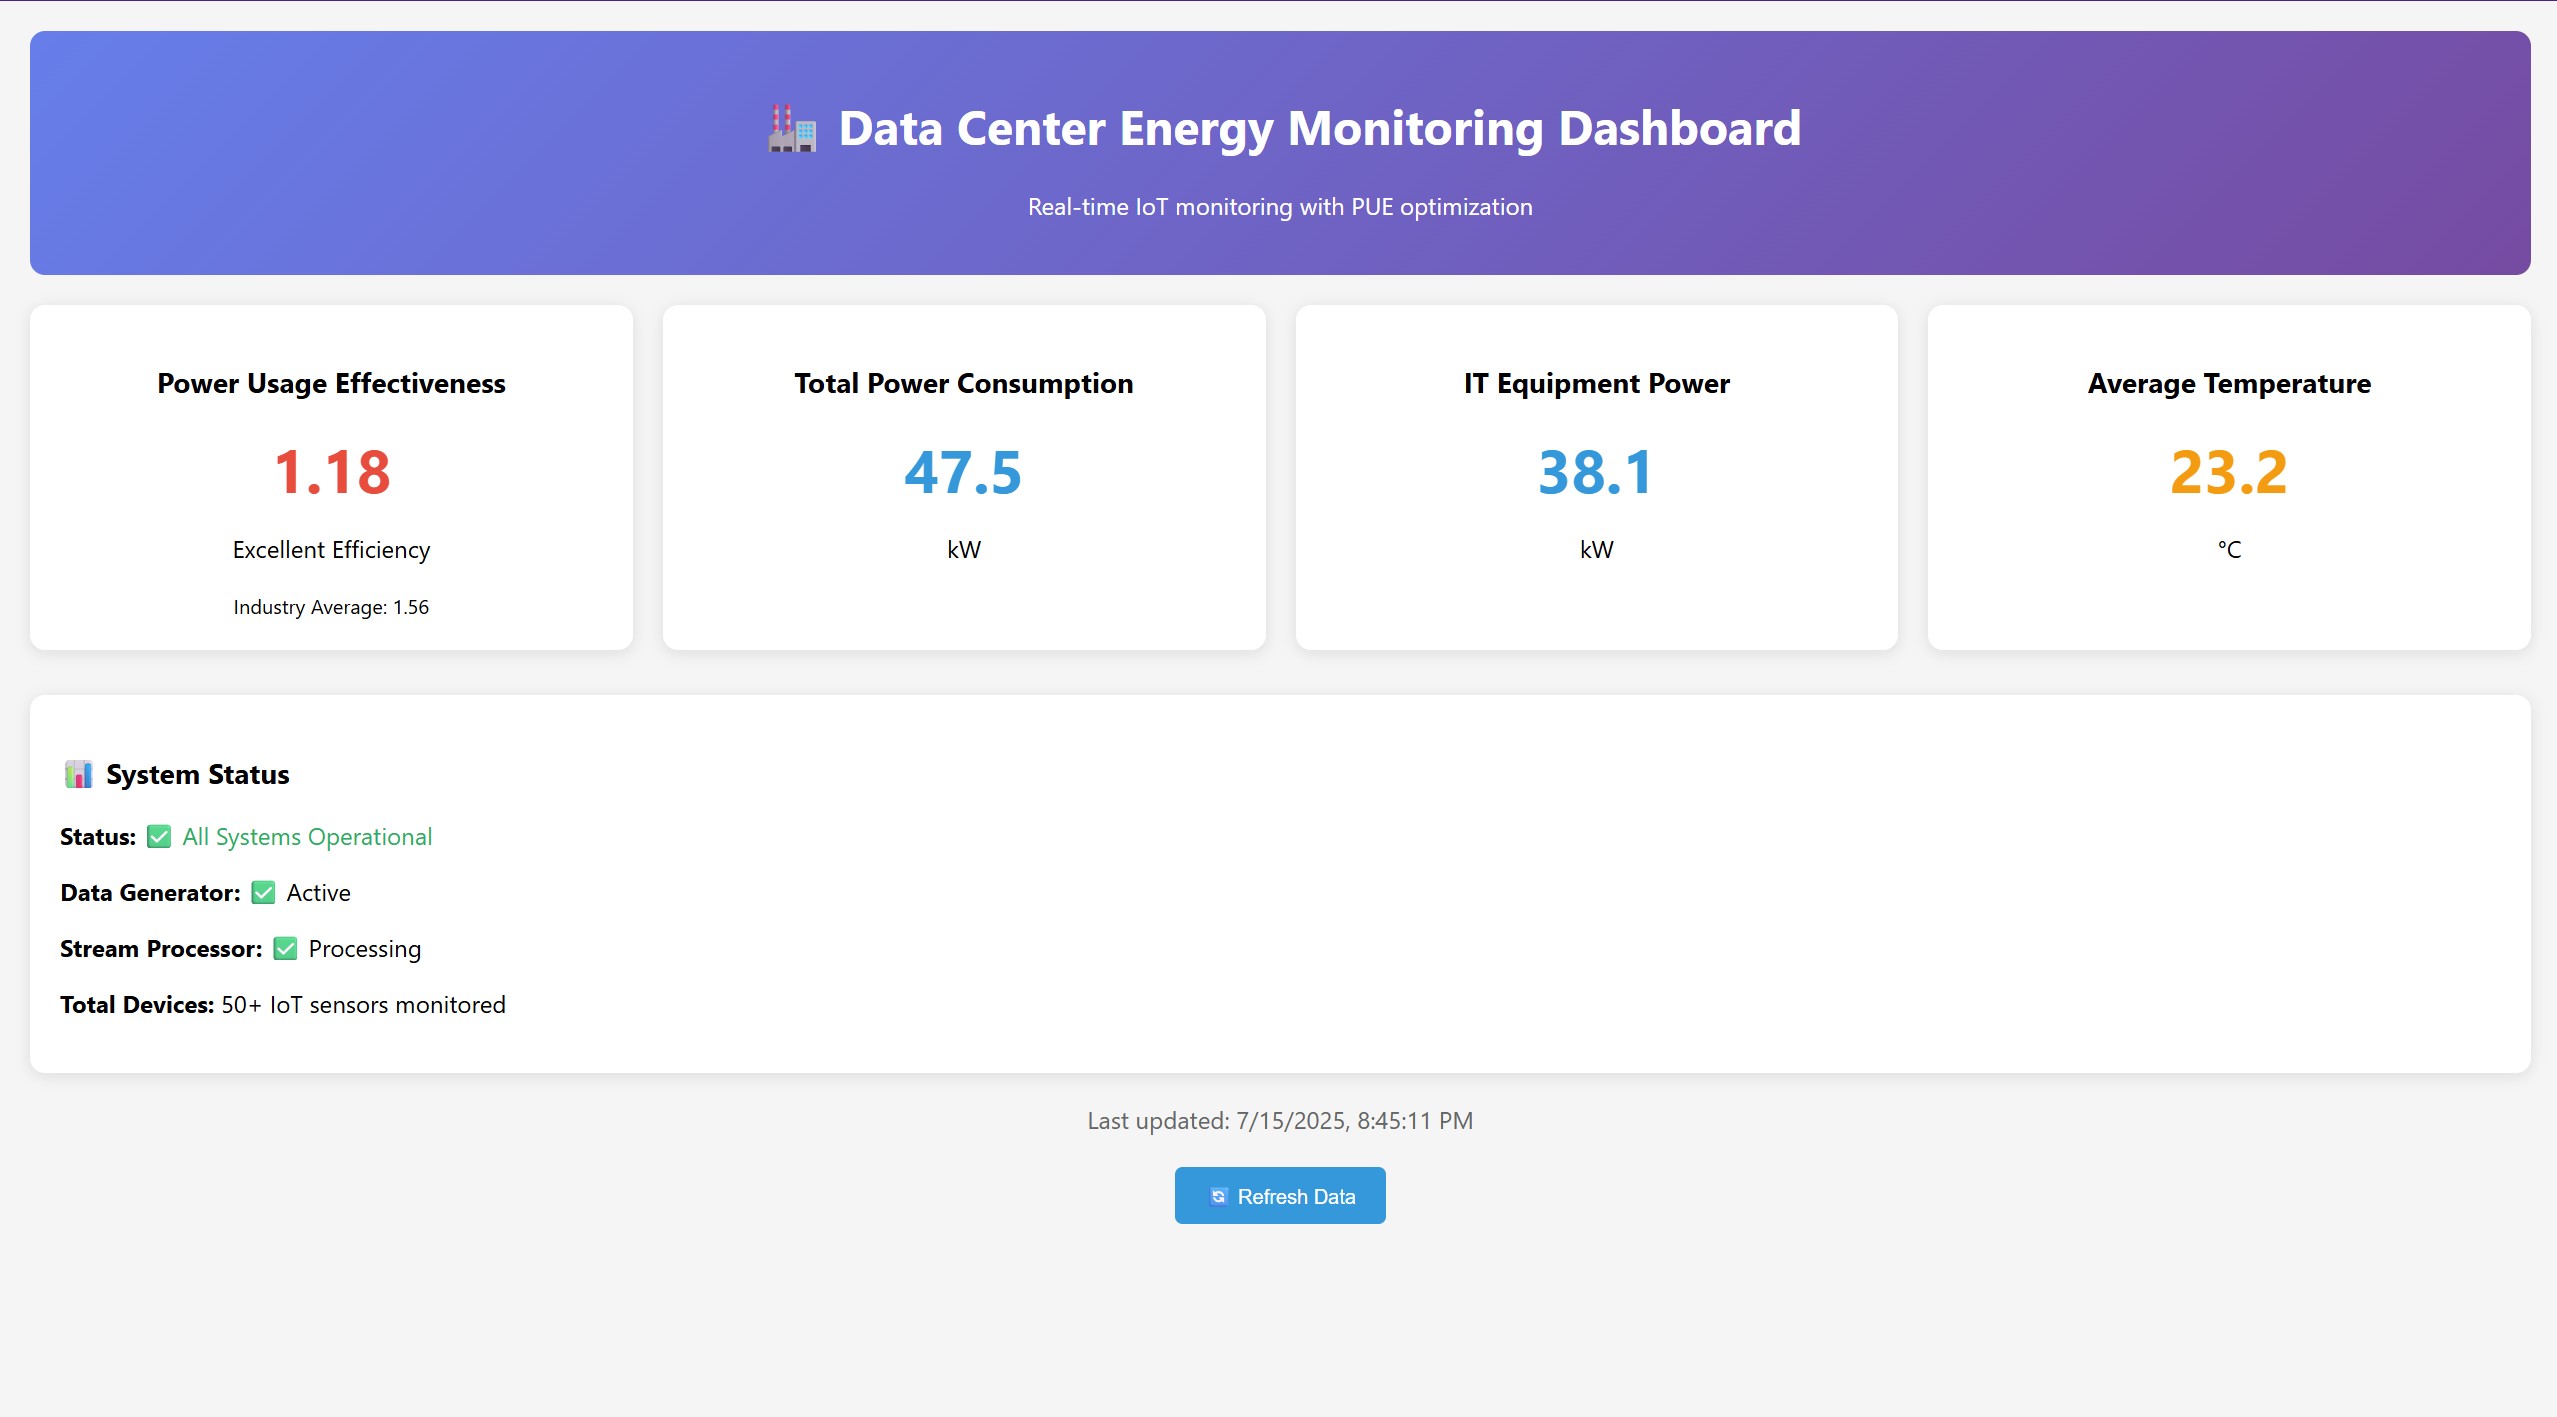 Data Center Energy Monitoring Dashboard
Real-time IoT monitoring with PUE optimization
Power Usage Effectiveness
1.18
Excellent Efficiency
Industry Average: 1.56
Total Power Consumption
47.5
kW
IT Equipment Power
38.1
kW
Average Temperature
23.2
°C
System Status
Status: ✅ All Systems Operational
Data Generator: ✅ Active
Stream Processor: ✅ Processing
Total Devices: 50+ IoT sensors monitored
Last updated: 7/15/2025, 8:45:11 PM
Refresh Data